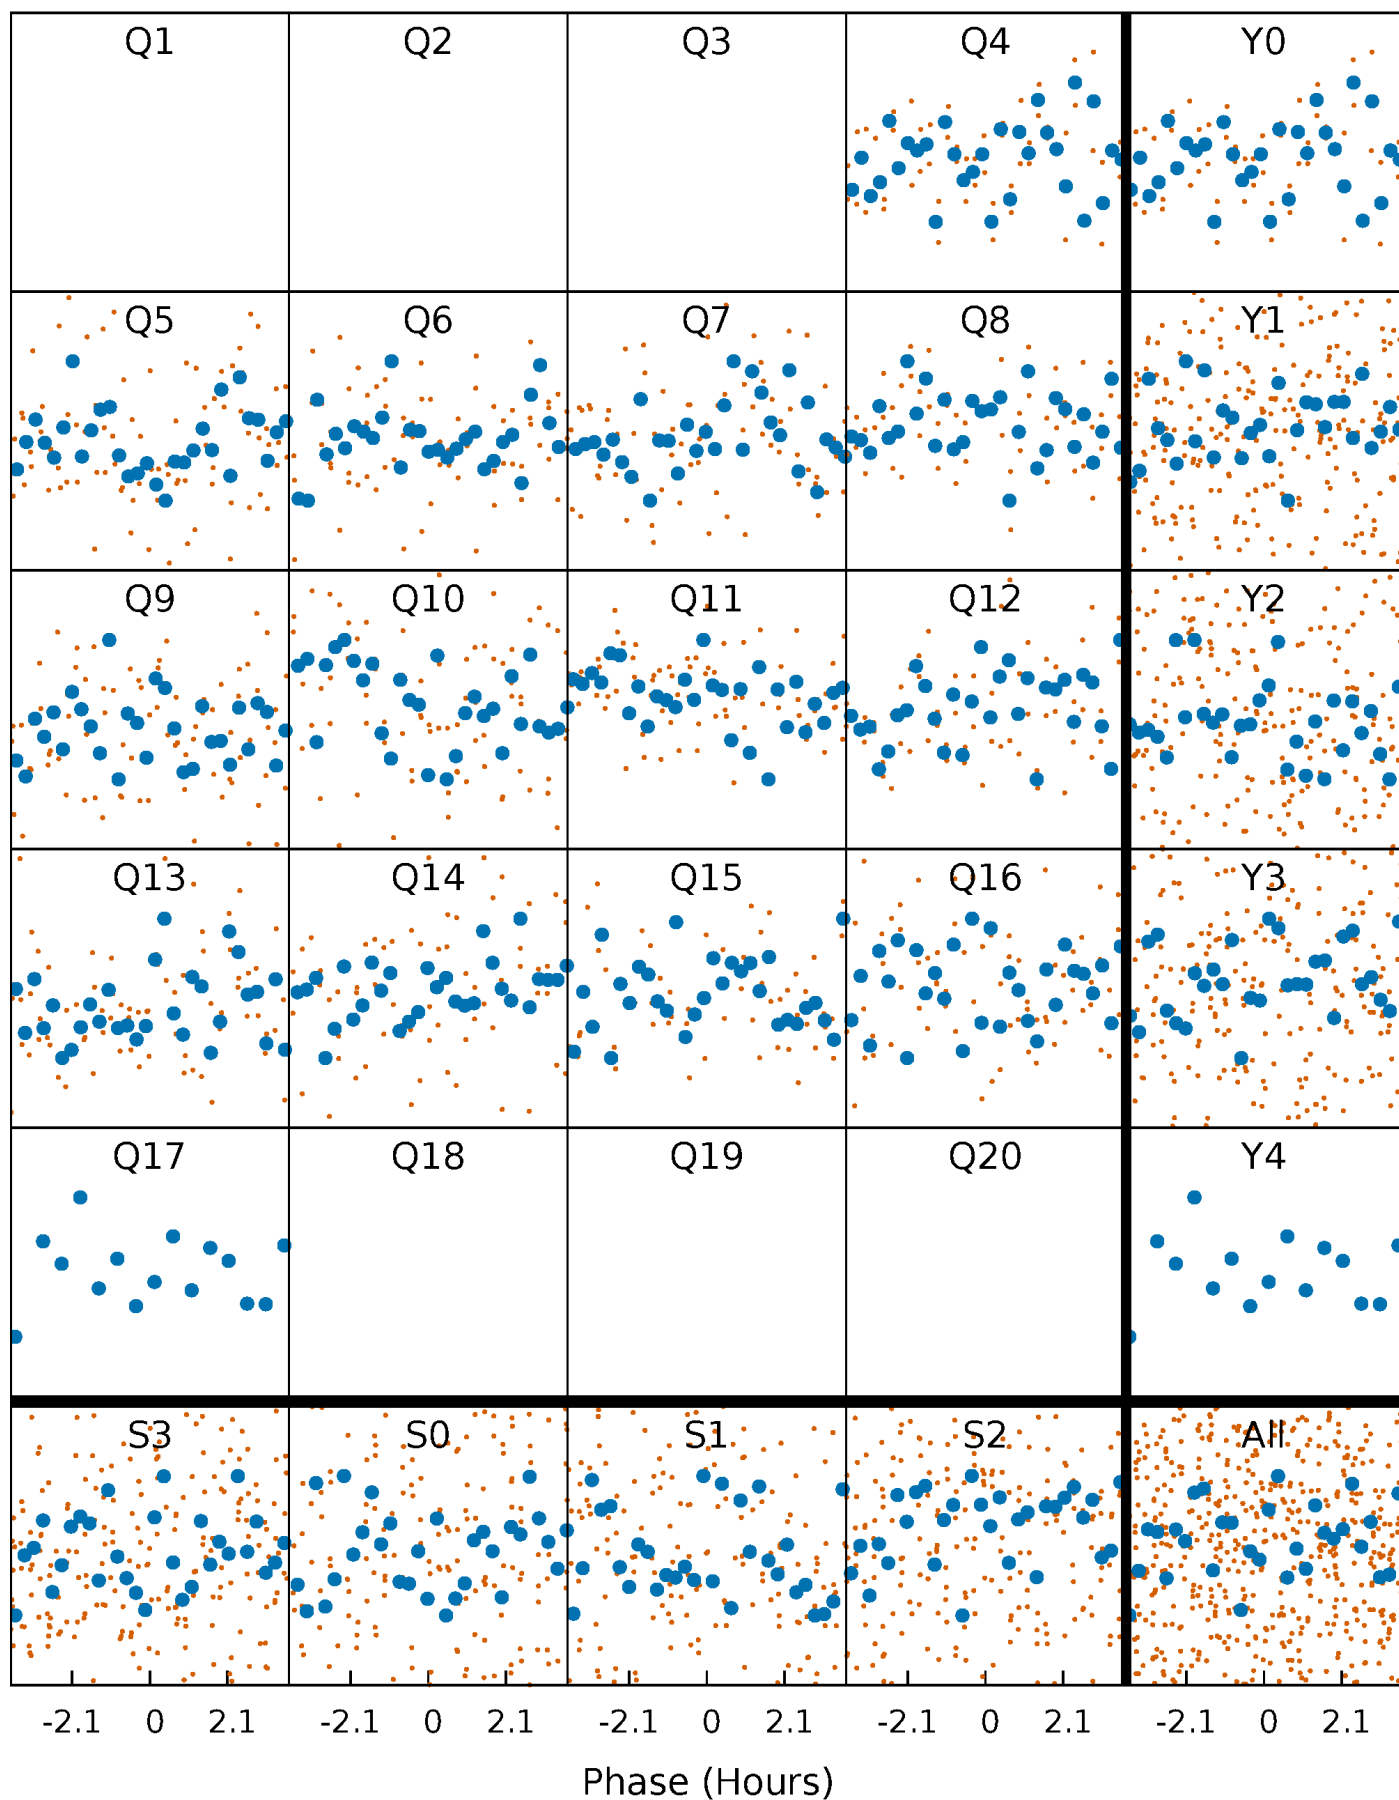 Q1 Q2 Q3 Q4 Y0
Q5 Q6 Q7 Q8 Y1
Q9 Q10 Q11 Q12 Y2
Q13 Q14 Q15 Q16 Y3
Q17 Q18 Q19 Q20 Y4
S3 S0 S1 S2 All
-2.1 0 2.1 -2.1 0 2.1 -2.1 0 2.1 -2.1 0 2.1 -2.1 0 2.1
Phase (Hours)